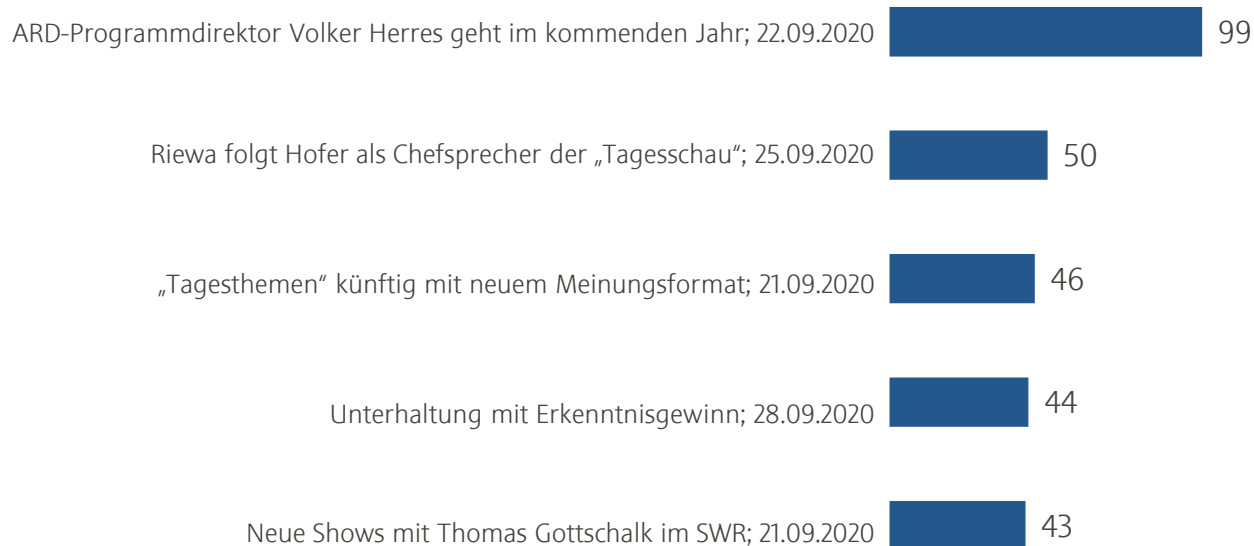 ARD-Programmdirektor Volker Herres geht im kommenden Jahr; 22.09.2020 99
Riewa folgt Hofer als Chefsprecher der „Tagesschau“; 25.09.2020 50
„Tagesthemen“ künftig mit neuem Meinungsformat; 21.09.2020 46
Unterhaltung mit Erkenntnisgewinn; 28.09.2020 44
Neue Shows mit Thomas Gottschalk im SWR; 21.09.2020 43